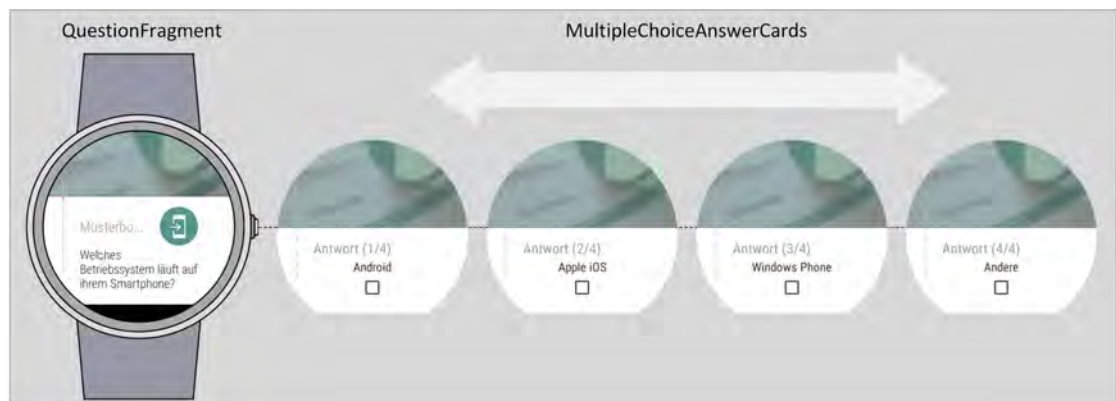 QuestionFragment
MultipleChoiceAnswerCards
Musterbo...
Welches
Betriebssystem läuft auf
ihrem Smartphone?
Antwort (1/4)
Android
Antwort (2/4)
Apple iOS
Antwort (3/4)
Windows Phone
Antwort (4/4)
Andere